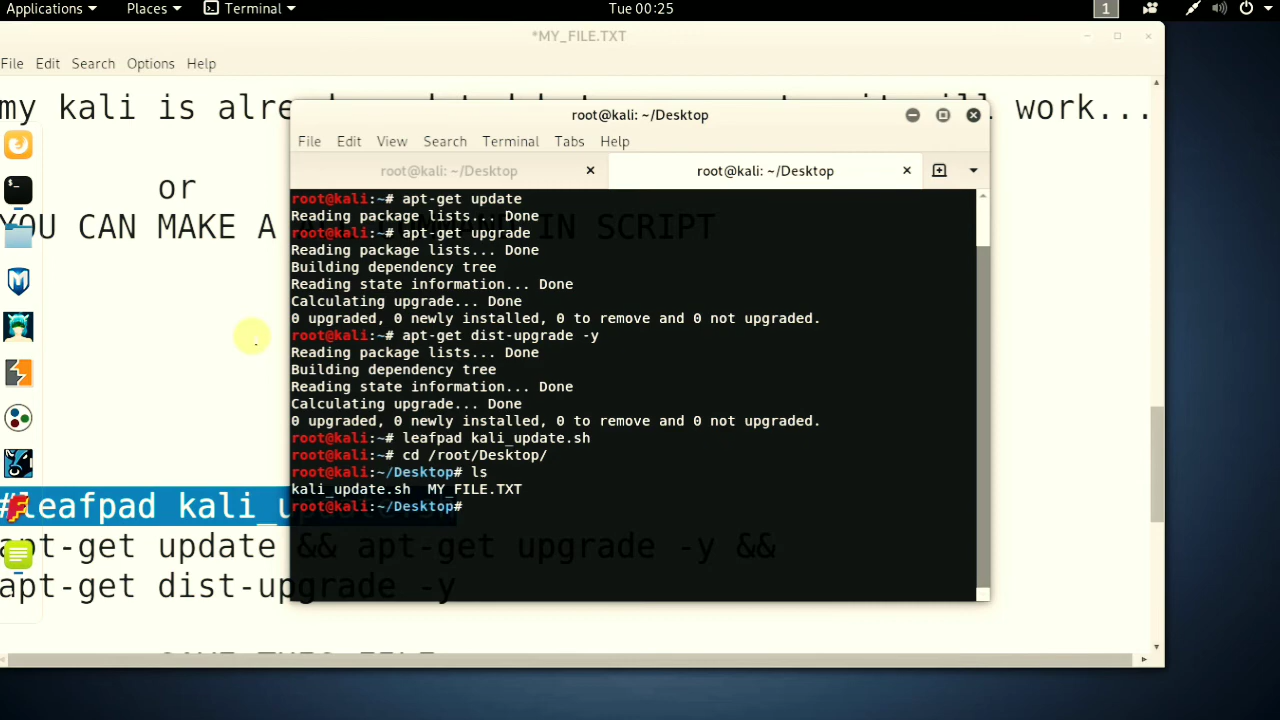 Applications Places Terminal Tue 00:25 1
*MY_FILE.TXT
File Edit Search Options Help
my kali is already work...
or
YOU CAN MAKE A IN SCRIPT
#leafpad kali_
apt-get update && apt-get upgrade -y &&
apt-get dist-upgrade -y
root@kali: ~/Desktop
File Edit View Search Terminal Tabs Help
root@kali: ~/Desktop root@kali: ~/Desktop
root@kali:~# apt-get update
Reading package lists... Done
root@kali:~# apt-get upgrade
Reading package lists... Done
Building dependency tree
Reading state information... Done
Calculating upgrade... Done
0 upgraded, 0 newly installed, 0 to remove and 0 not upgraded.
root@kali:~# apt-get dist-upgrade -y
Reading package lists... Done
Building dependency tree
Reading state information... Done
Calculating upgrade... Done
0 upgraded, 0 newly installed, 0 to remove and 0 not upgraded.
root@kali:~# leafpad kali_update.sh
root@kali:~# cd /root/Desktop/
root@kali:~/Desktop# ls
kali_update.sh MY_FILE.TXT
root@kali:~/Desktop#